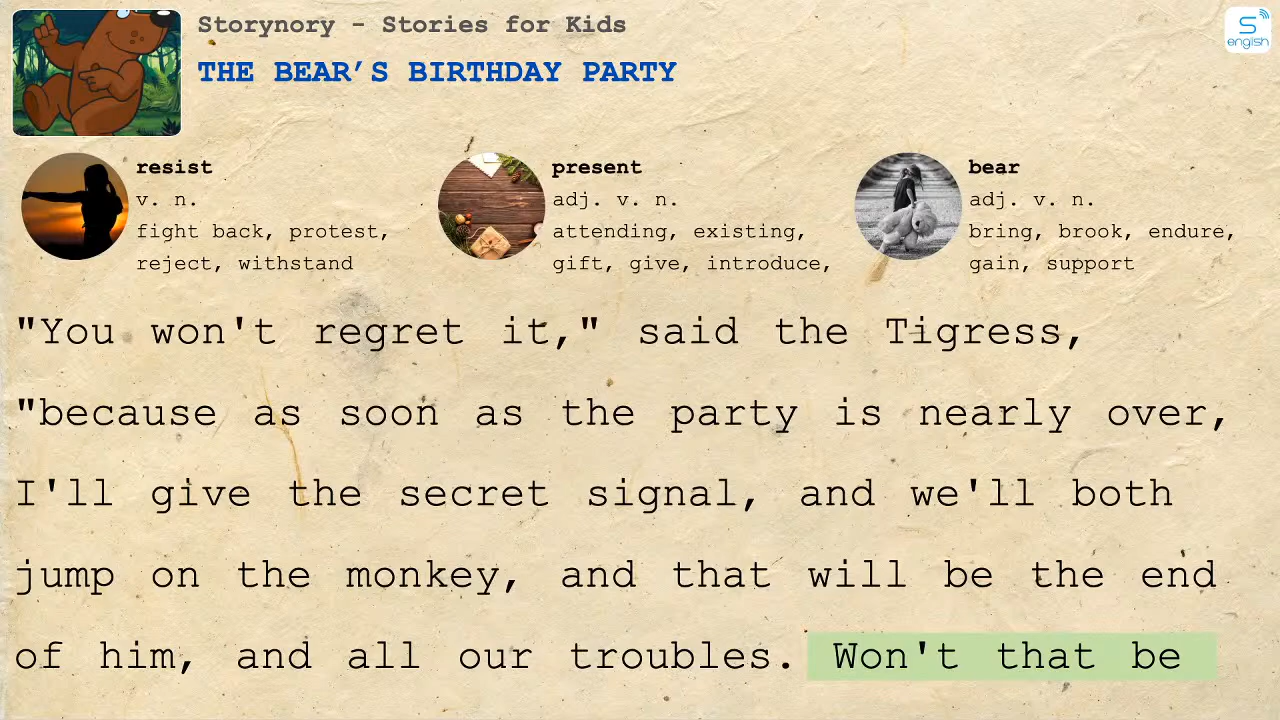 Storynory - Stories for Kids
THE BEAR’S BIRTHDAY PARTY
S
english
resist
v. n.
fight back, protest,
reject, withstand
present
adj. v. n.
attending, existing,
gift, give, introduce,
bear
adj. v. n.
bring, brook, endure,
gain, support
"You won't regret it," said the Tigress,
"because as soon as the party is nearly over,
I'll give the secret signal, and we'll both
jump on the monkey, and that will be the end
of him, and all our troubles. Won't that be